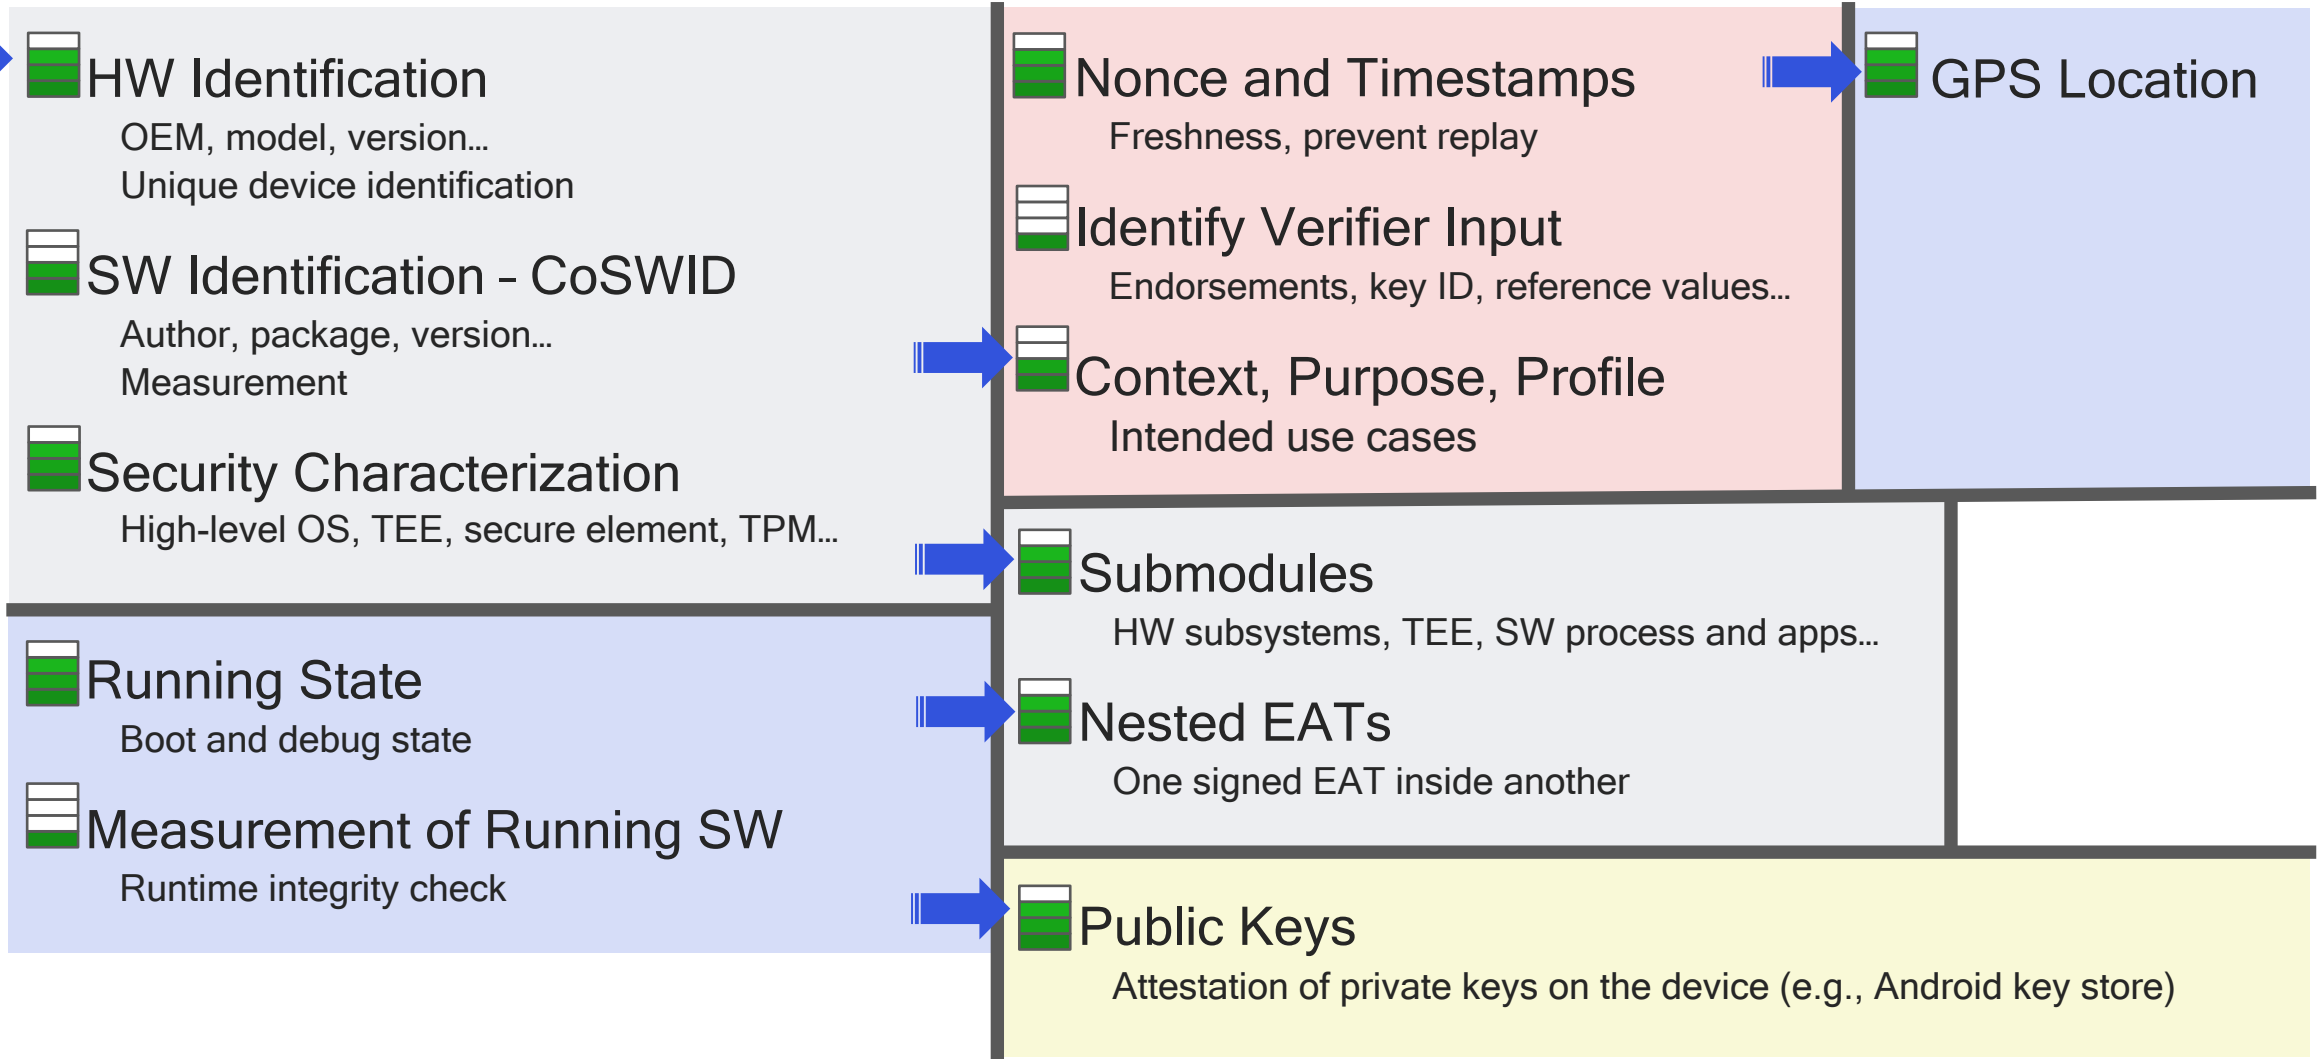 HW Identification
OEM, model, version…
Unique device identification
SW Identification – CoSWID
Author, package, version…
Measurement
Security Characterization
High-level OS, TEE, secure element, TPM…
Running State
Boot and debug state
Measurement of Running SW
Runtime integrity check
Nonce and Timestamps
Freshness, prevent replay
Identify Verifier Input
Endorsements, key ID, reference values…
Context, Purpose, Profile
Intended use cases
GPS Location
Submodules
HW subsystems, TEE, SW process and apps…
Nested EATs
One signed EAT inside another
Public Keys
Attestation of private keys on the device (e.g., Android key store)